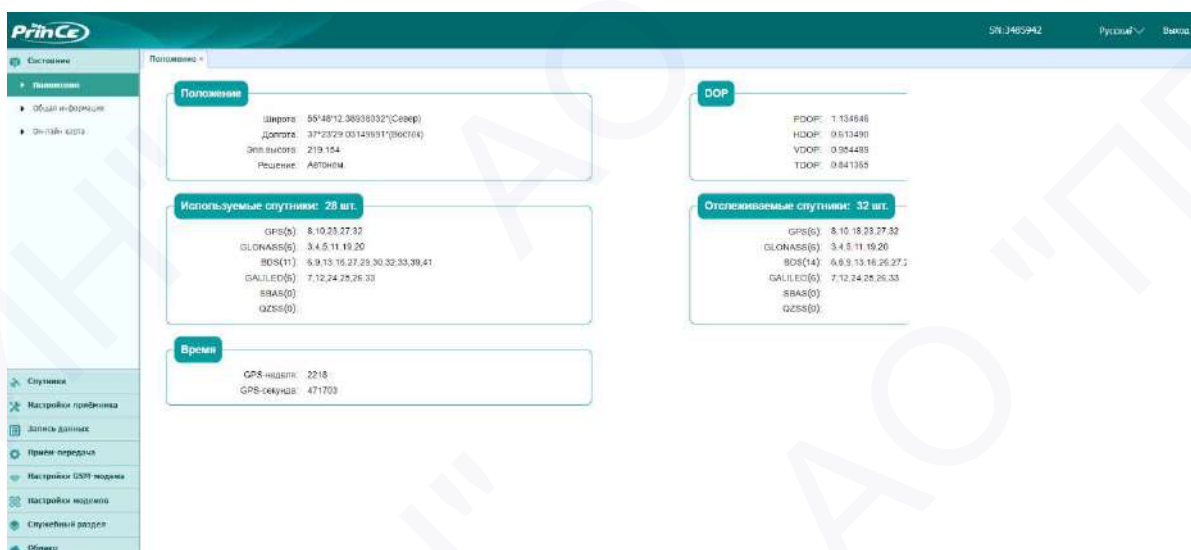 PrinCe
SN:3485942
Русский
Выход
Состояние
Положение
Общая информация
Онлайн карта
Положение ×
Положение
Широта: 55°48'12.38938032"(Север)
Долгота: 37°23'29.03149991"(Восток)
Элл.высота: 219.154
Решение: Автоном.
DOP
PDOP: 1.134646
HDOP: 0.613490
VDOP: 0.954489
TDOP: 0.841365
Используемые спутники: 28 шт.
GPS(5): 8,10,23,27,32
GLONASS(6): 3,4,5,11,19,20
BDS(11): 6,9,13,16,27,29,30,32,33,39,41
GALILEO(6): 7,12,24,25,26,33
SBAS(0):
QZSS(0):
Отслеживаемые спутники: 32 шт.
GPS(6): 8,10,18,23,27,32
GLONASS(6): 3,4,5,11,19,20
BDS(14): 6,8,9,13,16,26,27,
GALILEO(6): 7,12,24,25,26,33
SBAS(0):
QZSS(0):
Время
GPS-неделя: 2218
GPS-секунда: 471703
Спутники
Настройки приёмника
Запись данных
Приём-передача
Настройки GSM модема
Настройки модемов
Служебный раздел
Облако
АО "П